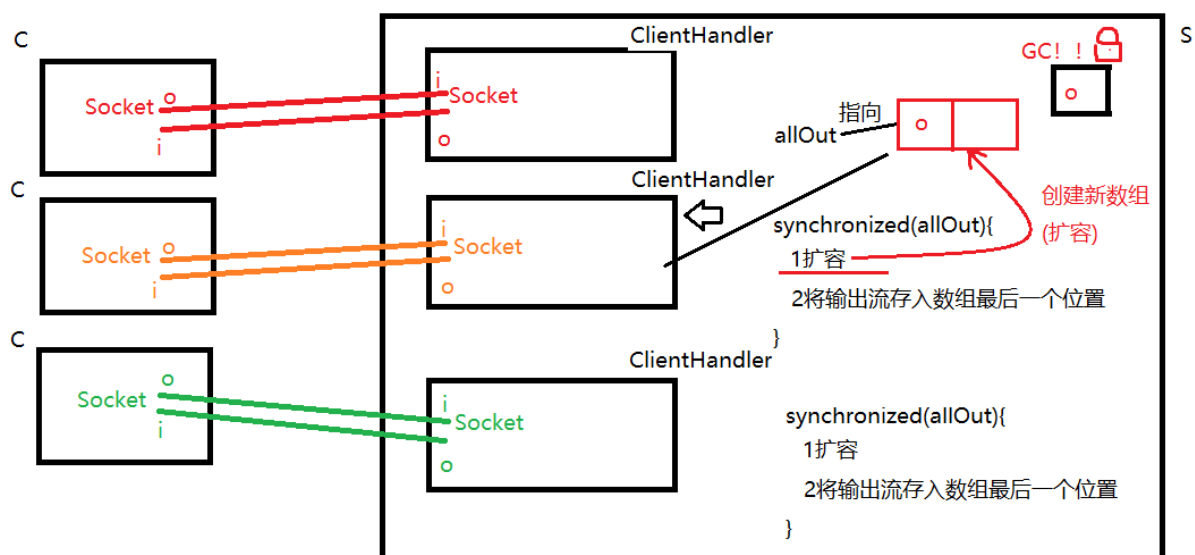 C
S
ClientHandler
GC！！
Socket
o
i
i
Socket
o
o
o
指向
allOut
C
ClientHandler
创建新数组
(扩容)
Socket
o
i
i
Socket
o
synchronized(allOut){
1扩容
2将输出流存入数组最后一个位置
}
C
ClientHandler
Socket
o
i
i
Socket
o
synchronized(allOut){
1扩容
2将输出流存入数组最后一个位置
}